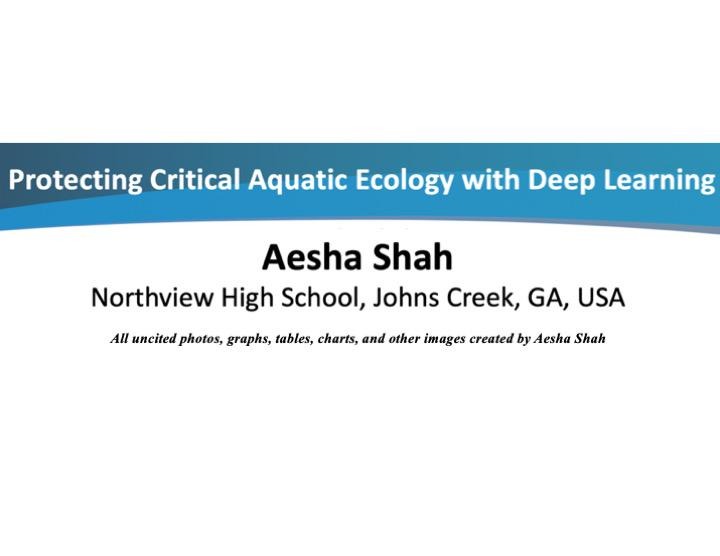 Protecting Critical Aquatic Ecology with Deep Learning
Aesha Shah
Northview High School, Johns Creek, GA, USA
All uncited photos, graphs, tables, charts, and other images created by Aesha Shah